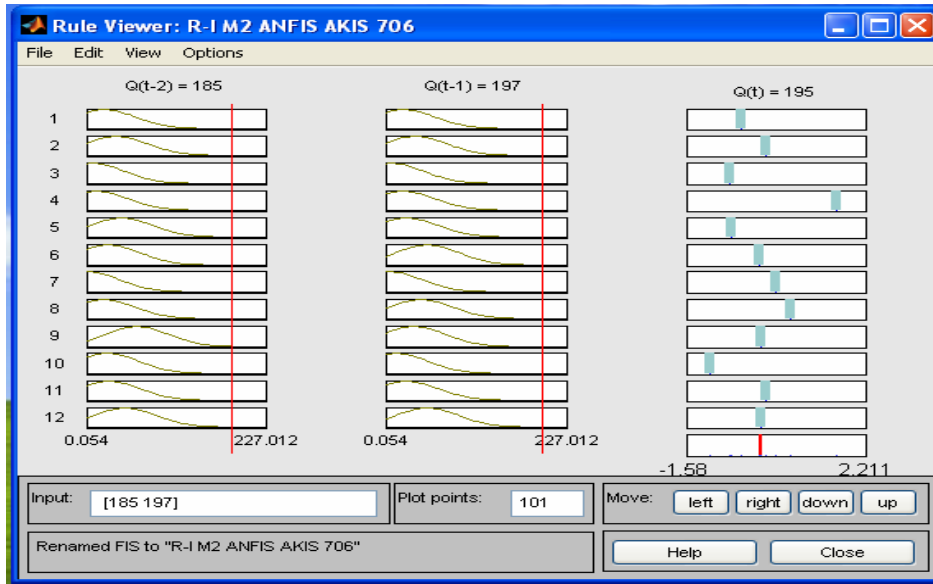 Rule Viewer: R-I M2 ANFIS AKIS 706
File Edit View Options
Q(t-2) = 185 Q(t-1) = 197 Q(t) = 195
1
2
3
4
5
6
7
8
9
10
11
12
0.054 227.012 0.054 227.012
-1.58 2.211
Input: [185 197] Plot points: 101 Move: left right down up
Renamed FIS to "R-I M2 ANFIS AKIS 706" Help Close